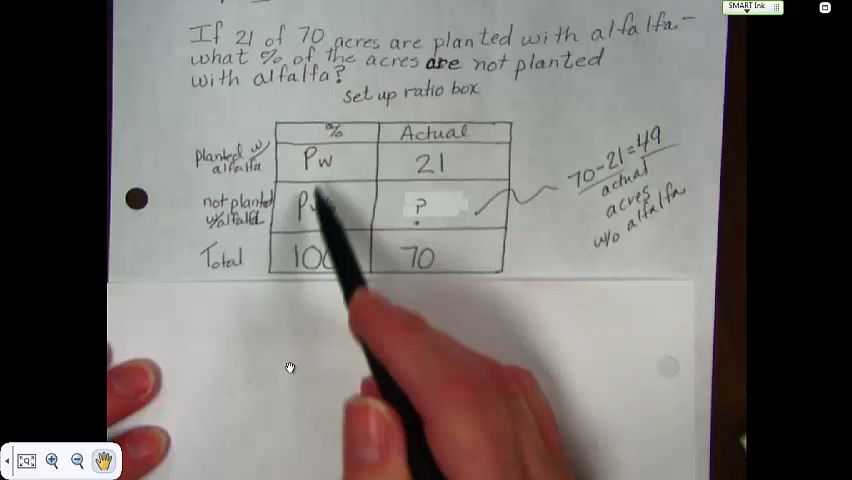 SMART Ink
If 21 of 70 acres are planted with alfalfa -
what % of the acres are not planted
with alfalfa?
set up ratio box
% Actual
planted w alfalfa Pw 21
not planted w/alfalfa ?
Total 100 70
70-21=49
actual
acres
w/o alfalfa